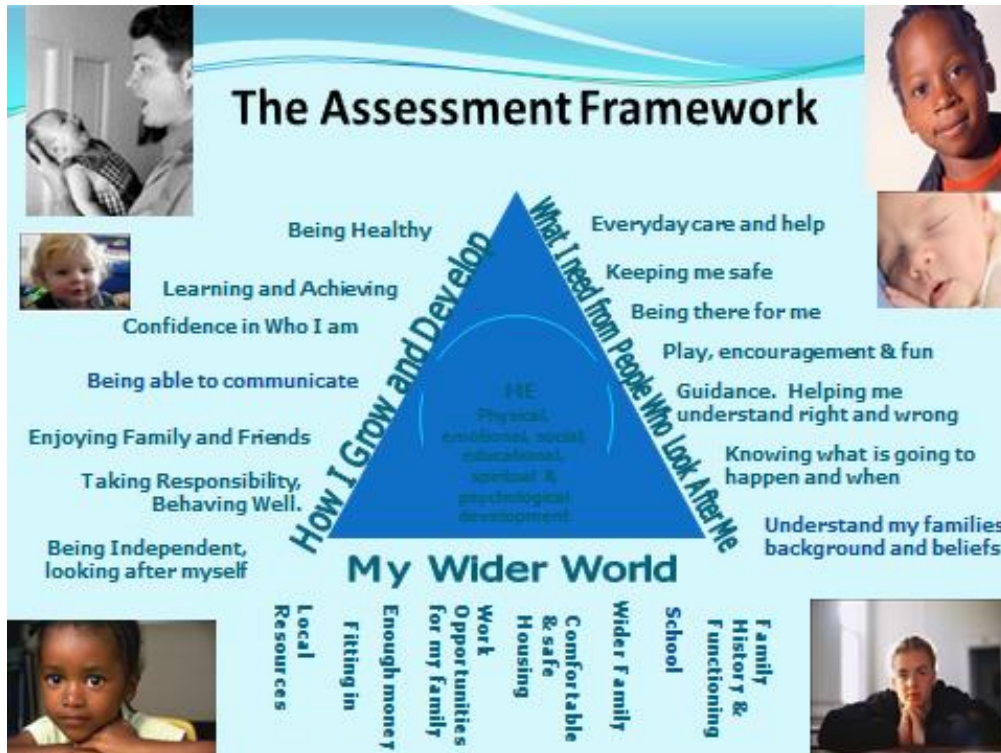 The Assessment Framework
Being Healthy
Learning and Achieving
Confidence in Who I am
Being able to communicate
Enjoying Family and Friends
Taking Responsibility,
Behaving Well.
Being Independent,
looking after myself
How I Grow and Develop
What I need from People Who Look After Me
Everyday care and help
Keeping me safe
Being there for me
Play, encouragement & fun
Guidance. Helping me
understand right and wrong
Knowing what is going to
happen and when
Understand my families
background and beliefs
ME
Physical,
emotional, social,
educational,
spiritual &
psychological
development
My Wider World
Local
Resources
Fitting in
Enough money
for my family
Work
Opportunities
Comfortable
& safe
Housing
Wider Family
School
Family
History &
Functioning